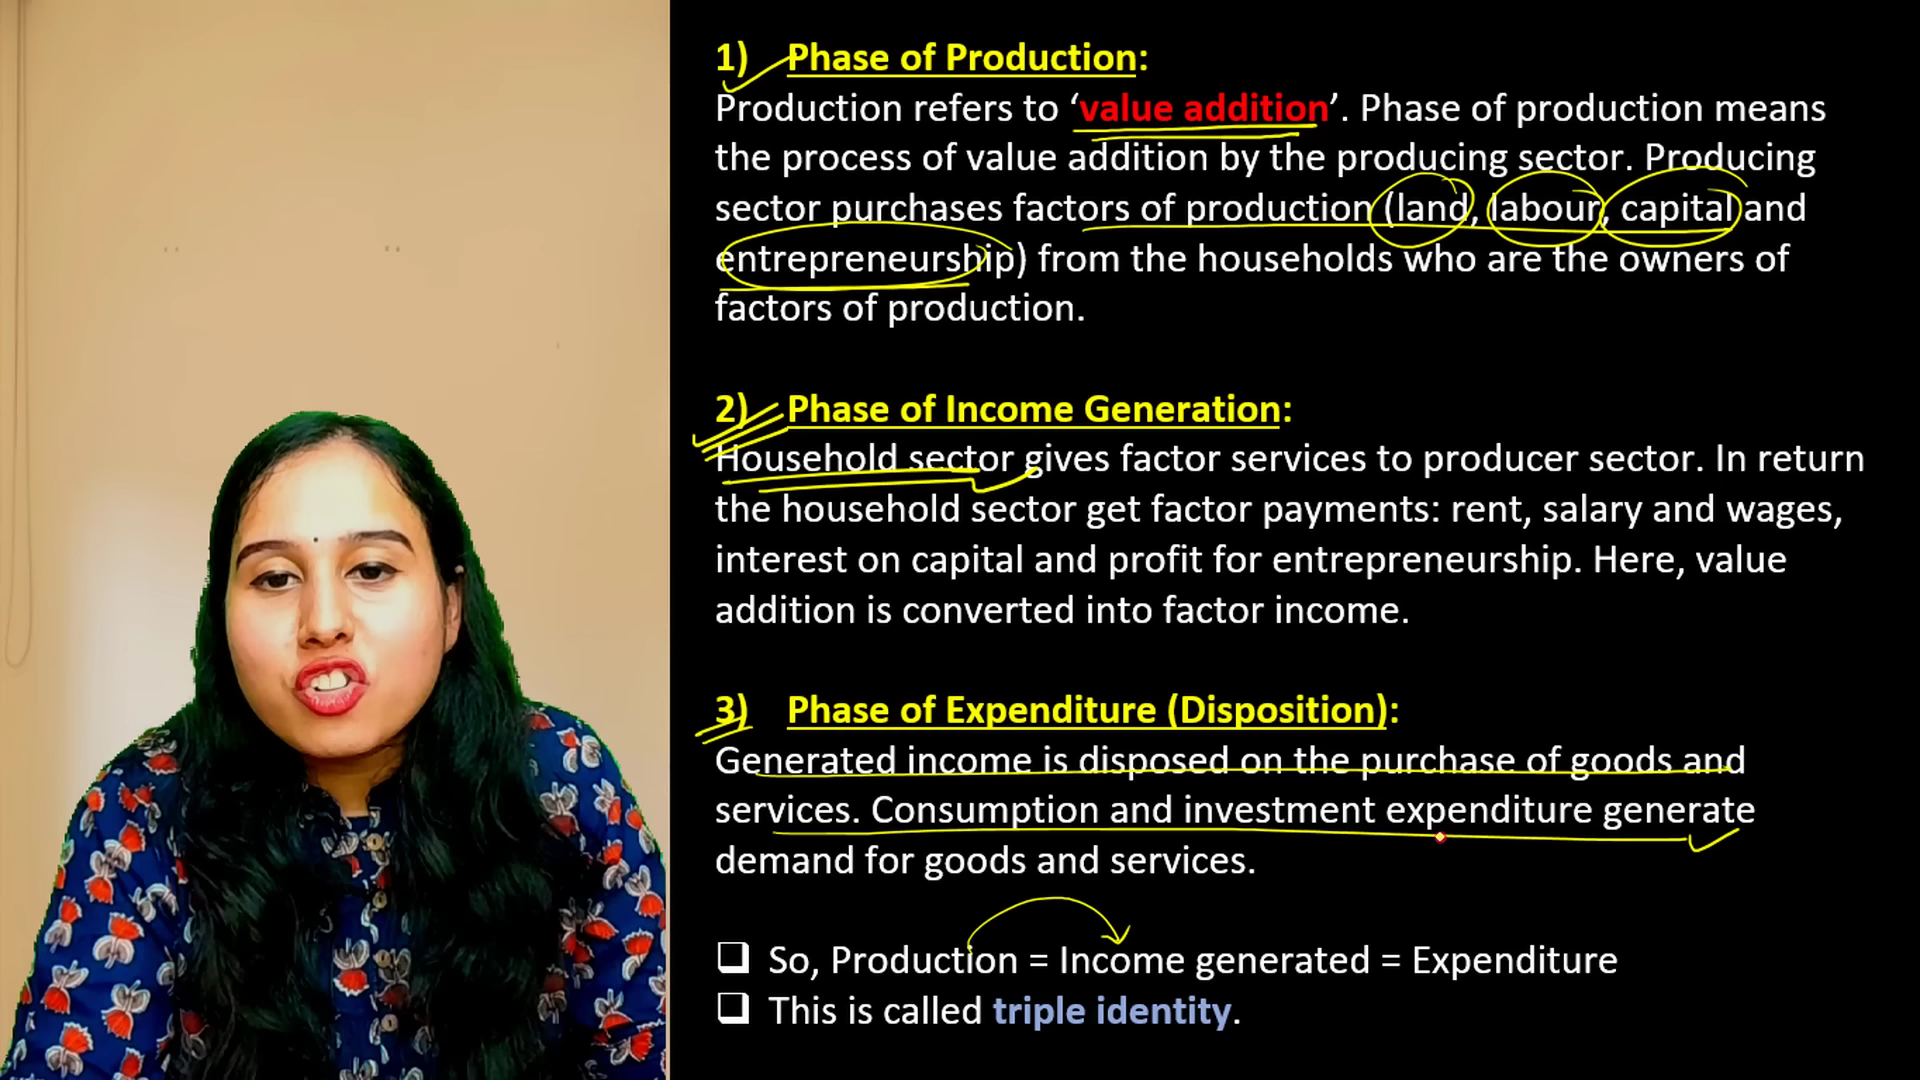 1) Phase of Production:
Production refers to ‘value addition’. Phase of production means
the process of value addition by the producing sector. Producing
sector purchases factors of production (land, labour, capital and
entrepreneurship) from the households who are the owners of
factors of production.
2) Phase of Income Generation:
Household sector gives factor services to producer sector. In return
the household sector get factor payments: rent, salary and wages,
interest on capital and profit for entrepreneurship. Here, value
addition is converted into factor income.
3) Phase of Expenditure (Disposition):
Generated income is disposed on the purchase of goods and
services. Consumption and investment expenditure generate
demand for goods and services.
❑ So, Production = Income generated = Expenditure
❑ This is called triple identity.